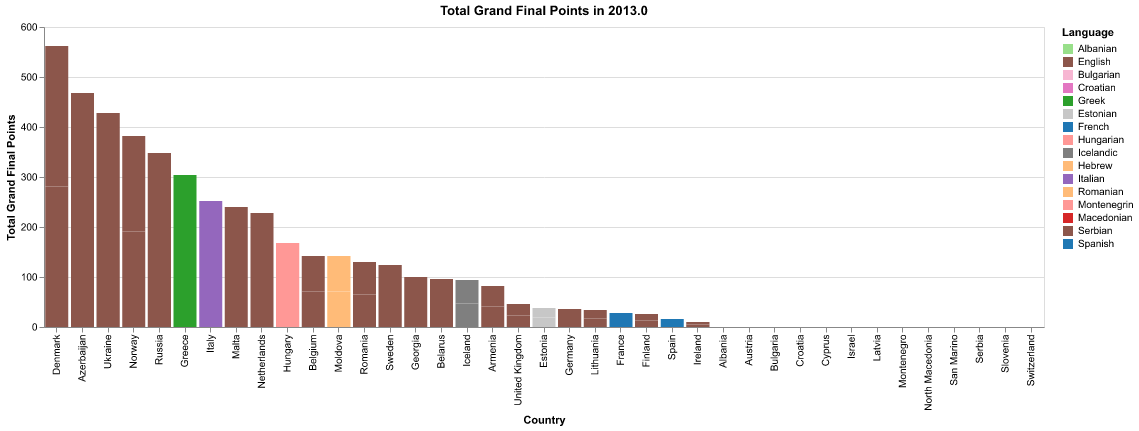 Total Grand Final Points in 2013.0
Total Grand Final Points
600
500
400
300
200
100
0
Denmark
Azerbaijan
Ukraine
Norway
Russia
Greece
Italy
Malta
Netherlands
Hungary
Belgium
Moldova
Romania
Sweden
Georgia
Belarus
Iceland
Armenia
United Kingdom
Estonia
Germany
Lithuania
France
Finland
Spain
Ireland
Albania
Austria
Bulgaria
Croatia
Cyprus
Israel
Latvia
Montenegro
North Macedonia
San Marino
Serbia
Slovenia
Switzerland
Country
Language
Albanian
English
Bulgarian
Croatian
Greek
Estonian
French
Hungarian
Icelandic
Hebrew
Italian
Romanian
Montenegrin
Macedonian
Serbian
Spanish